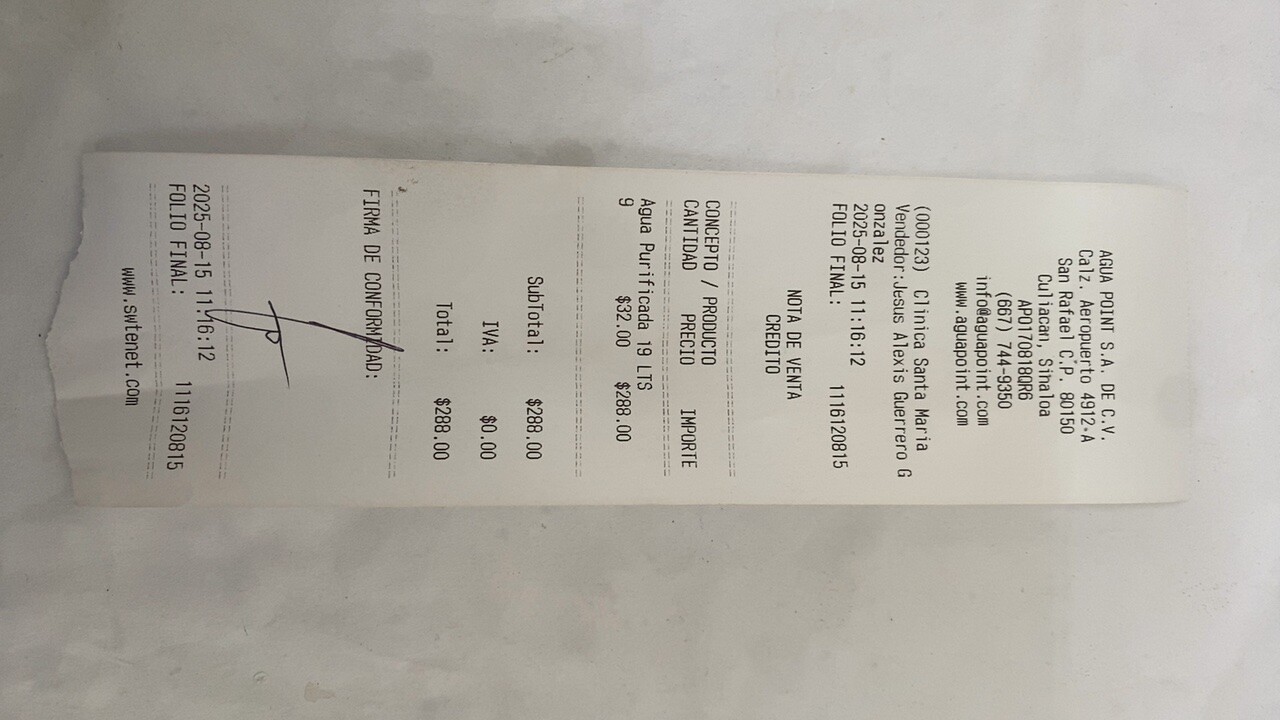 AGUA POINT S.A. DE C.V.
Calz. Aeropuerto 4912-A
San Rafael C.P. 80150
Culiacan, Sinaloa
APO170818QR6
(667) 744-9350
info@aguapoint.com
www.aguapoint.com
(000123) Clinica Santa Maria
Vendedor:Jesus Alexis Guerrero G
onzalez
2025-08-15 11:16:12
FOLIO FINAL: 1116120815
NOTA DE VENTA
CREDITO
CONCEPTO / PRODUCTO
CANTIDAD PRECIO IMPORTE
Agua Purificada 19 LTS
9 $32.00 $288.00
SubTotal: $288.00
IVA: $0.00
Total: $288.00
FIRMA DE CONFORMIDAD:
2025-08-15 11:16:12
FOLIO FINAL: 1116120815
www.swtenet.com